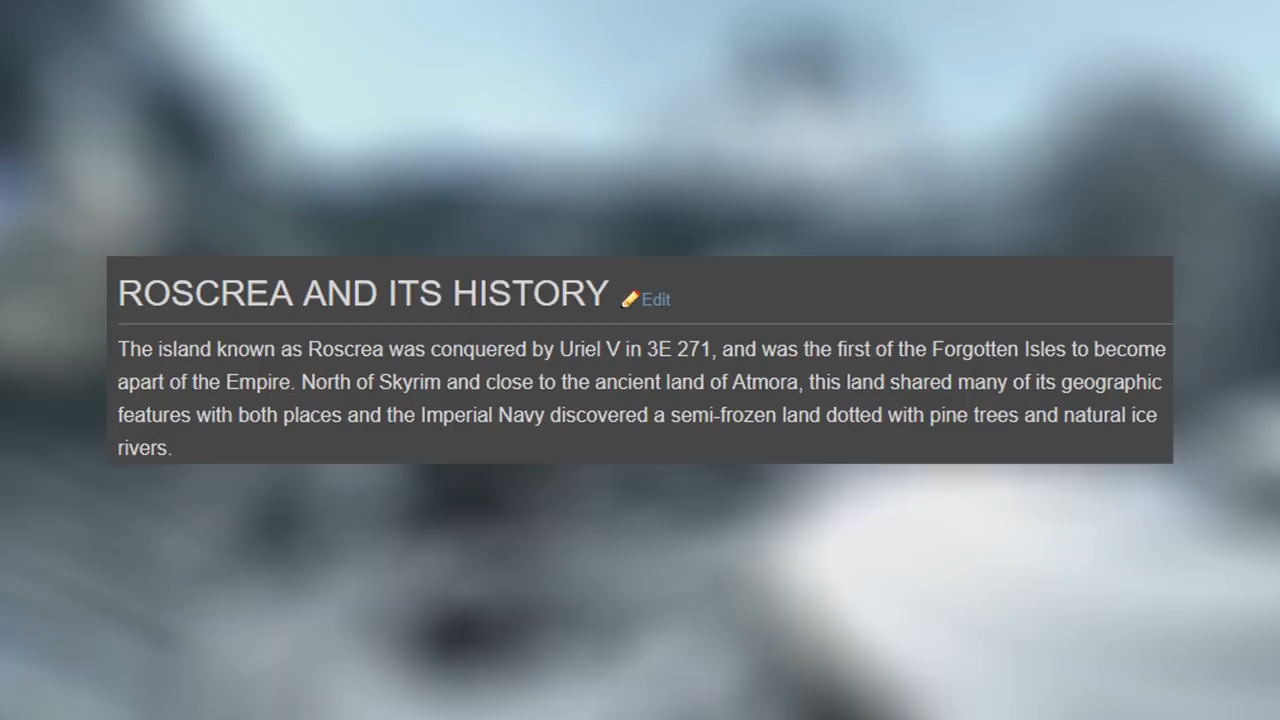 ROSCREA AND ITS HISTORY Edit
The island known as Roscrea was conquered by Uriel V in 3E 271, and was the first of the Forgotten Isles to become
apart of the Empire. North of Skyrim and close to the ancient land of Atmora, this land shared many of its geographic
features with both places and the Imperial Navy discovered a semi-frozen land dotted with pine trees and natural ice
rivers.